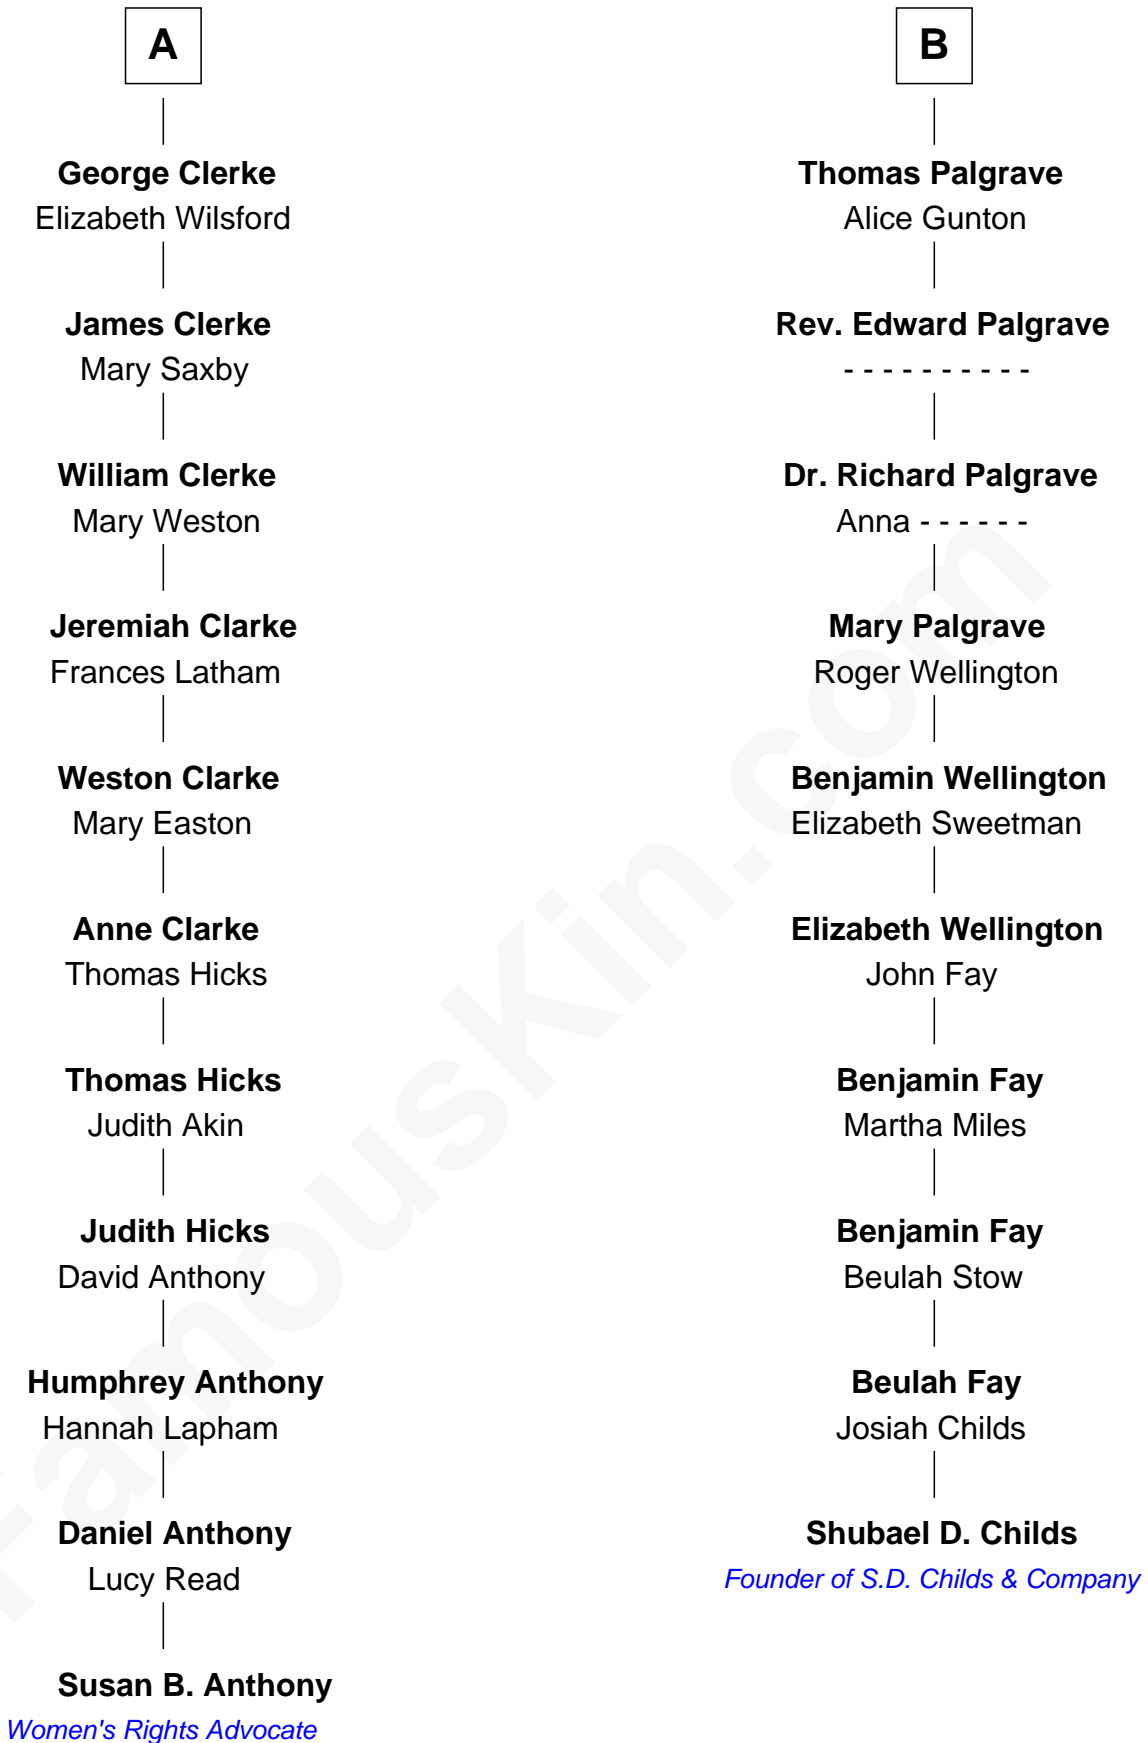 A
George Clerke
Elizabeth Wilsford
James Clerke
Mary Saxby
William Clerke
Mary Weston
Jeremiah Clarke
Frances Latham
Weston Clarke
Mary Easton
Anne Clarke
Thomas Hicks
Thomas Hicks
Judith Akin
Judith Hicks
David Anthony
Humphrey Anthony
Hannah Lapham
Daniel Anthony
Lucy Read
Susan B. Anthony
Women's Rights Advocate
B
Thomas Palgrave
Alice Gunton
Rev. Edward Palgrave
- - - - - - - - - -
Dr. Richard Palgrave
Anna - - - - - -
Mary Palgrave
Roger Wellington
Benjamin Wellington
Elizabeth Sweetman
Elizabeth Wellington
John Fay
Benjamin Fay
Martha Miles
Benjamin Fay
Beulah Stow
Beulah Fay
Josiah Childs
Shubael D. Childs
Founder of S.D. Childs & Company
FamousKin.com